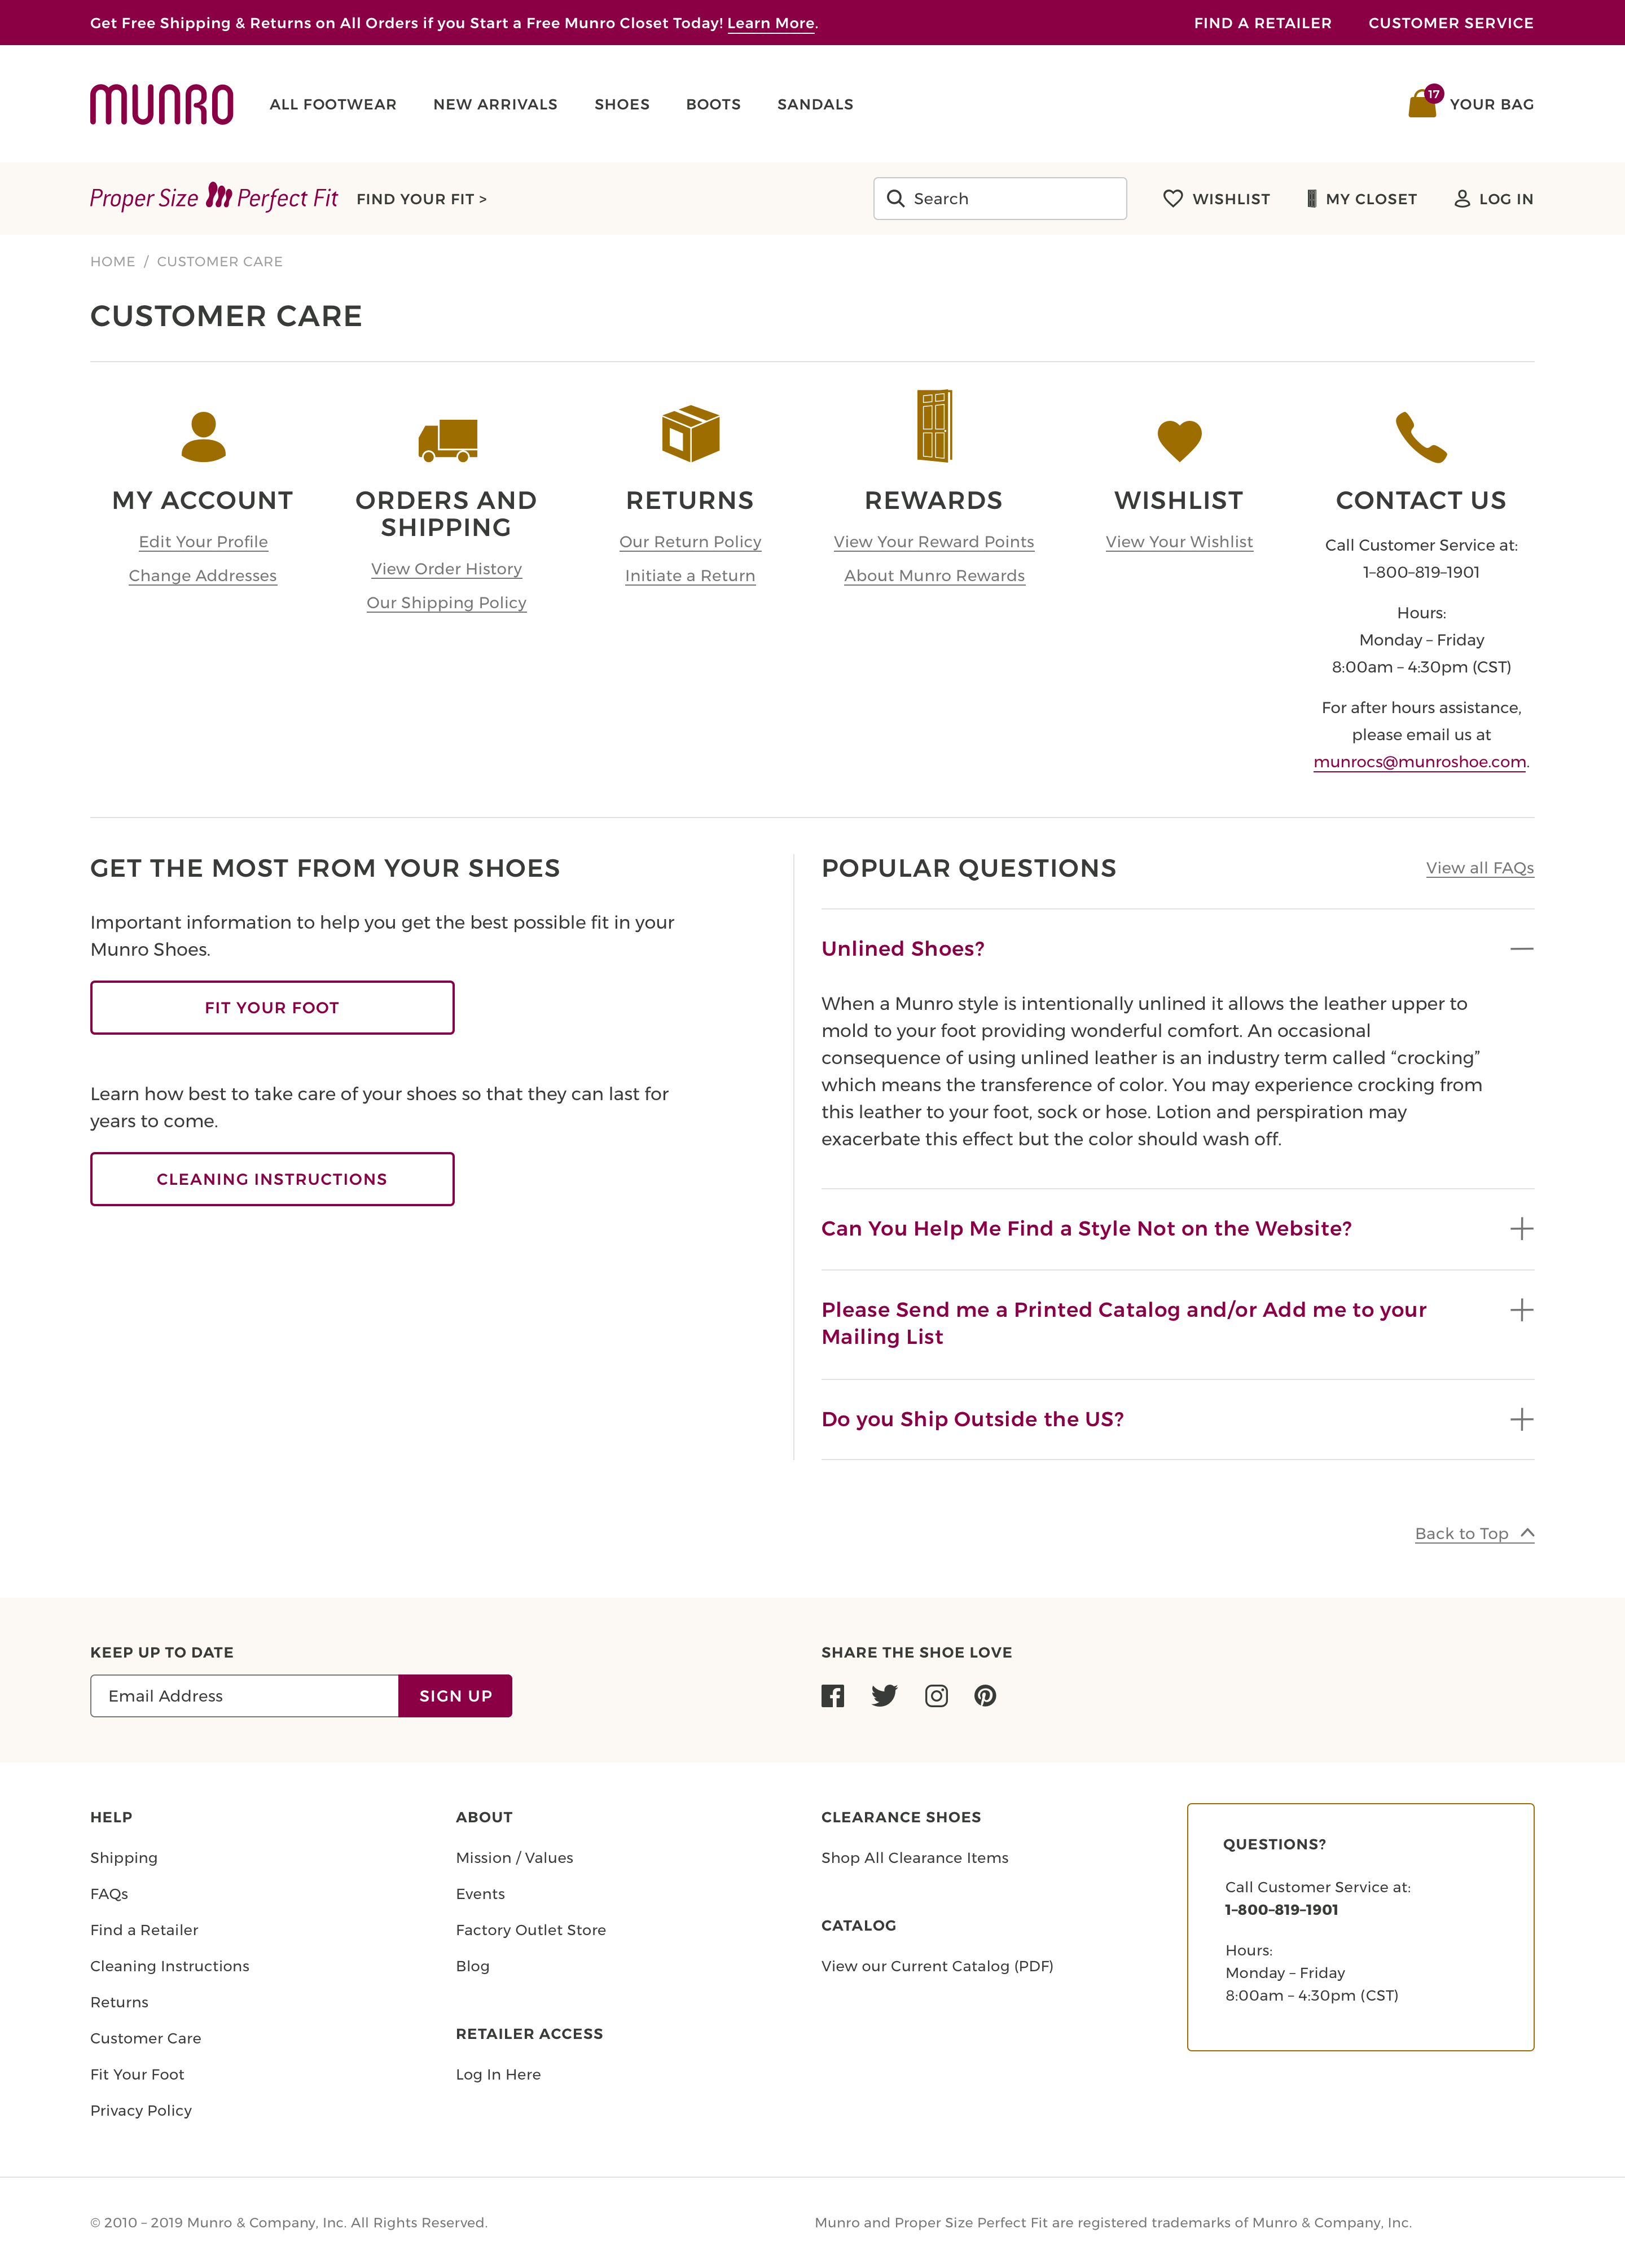 Get Free Shipping & Returns on All Orders if you Start a Free Munro Closet Today! Learn More.
FIND A RETAILER
CUSTOMER SERVICE
MUNRO
ALL FOOTWEAR
NEW ARRIVALS
SHOES
BOOTS
SANDALS
17
YOUR BAG
Proper Size Perfect Fit
FIND YOUR FIT >
Search
WISHLIST
MY CLOSET
LOG IN
HOME / CUSTOMER CARE
CUSTOMER CARE
MY ACCOUNT
Edit Your Profile
Change Addresses
ORDERS AND
SHIPPING
View Order History
Our Shipping Policy
RETURNS
Our Return Policy
Initiate a Return
REWARDS
View Your Reward Points
About Munro Rewards
WISHLIST
View Your Wishlist
CONTACT US
Call Customer Service at:
1-800-819-1901
Hours:
Monday – Friday
8:00am – 4:30pm (CST)
For after hours assistance,
please email us at
munrocs@munroshoe.com.
GET THE MOST FROM YOUR SHOES
Important information to help you get the best possible fit in your
Munro Shoes.
FIT YOUR FOOT
Learn how best to take care of your shoes so that they can last for
years to come.
CLEANING INSTRUCTIONS
POPULAR QUESTIONS
View all FAQs
Unlined Shoes?
When a Munro style is intentionally unlined it allows the leather upper to
mold to your foot providing wonderful comfort. An occasional
consequence of using unlined leather is an industry term called “crocking”
which means the transference of color. You may experience crocking from
this leather to your foot, sock or hose. Lotion and perspiration may
exacerbate this effect but the color should wash off.
Can You Help Me Find a Style Not on the Website?
Please Send me a Printed Catalog and/or Add me to your
Mailing List
Do you Ship Outside the US?
Back to Top
KEEP UP TO DATE
Email Address
SIGN UP
SHARE THE SHOE LOVE
HELP
Shipping
FAQs
Find a Retailer
Cleaning Instructions
Returns
Customer Care
Fit Your Foot
Privacy Policy
ABOUT
Mission / Values
Events
Factory Outlet Store
Blog
RETAILER ACCESS
Log In Here
CLEARANCE SHOES
Shop All Clearance Items
CATALOG
View our Current Catalog (PDF)
QUESTIONS?
Call Customer Service at:
1-800-819-1901
Hours:
Monday – Friday
8:00am – 4:30pm (CST)
© 2010 – 2019 Munro & Company, Inc. All Rights Reserved.
Munro and Proper Size Perfect Fit are registered trademarks of Munro & Company, Inc.